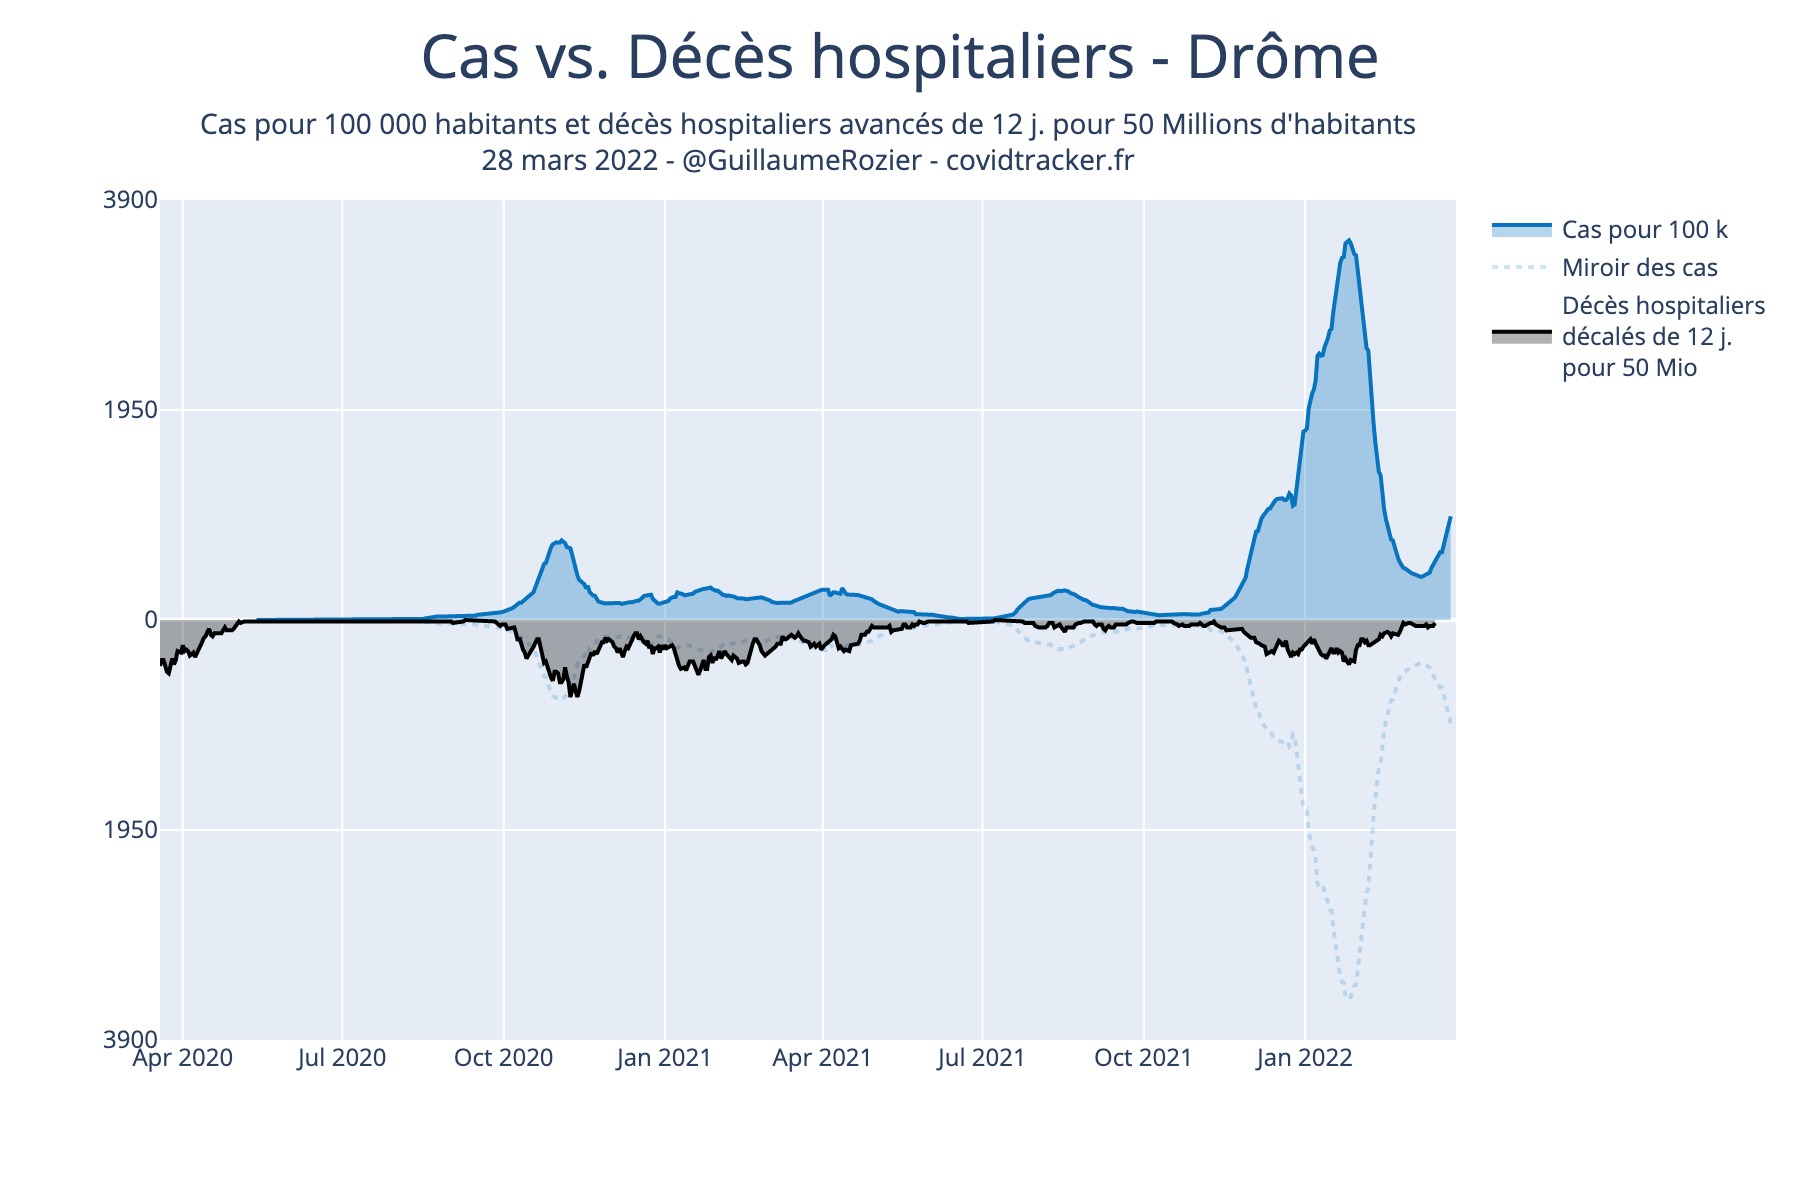 Cas vs. Décès hospitaliers - Drôme
Cas pour 100 000 habitants et décès hospitaliers avancés de 12 j. pour 50 Millions d'habitants
28 mars 2022 - @GuillaumeRozier - covidtracker.fr
3900
1950
0
1950
3900
Apr 2020
Jul 2020
Oct 2020
Jan 2021
Apr 2021
Jul 2021
Oct 2021
Jan 2022
Cas pour 100 k
Miroir des cas
Décès hospitaliers
décalés de 12 j.
pour 50 Mio